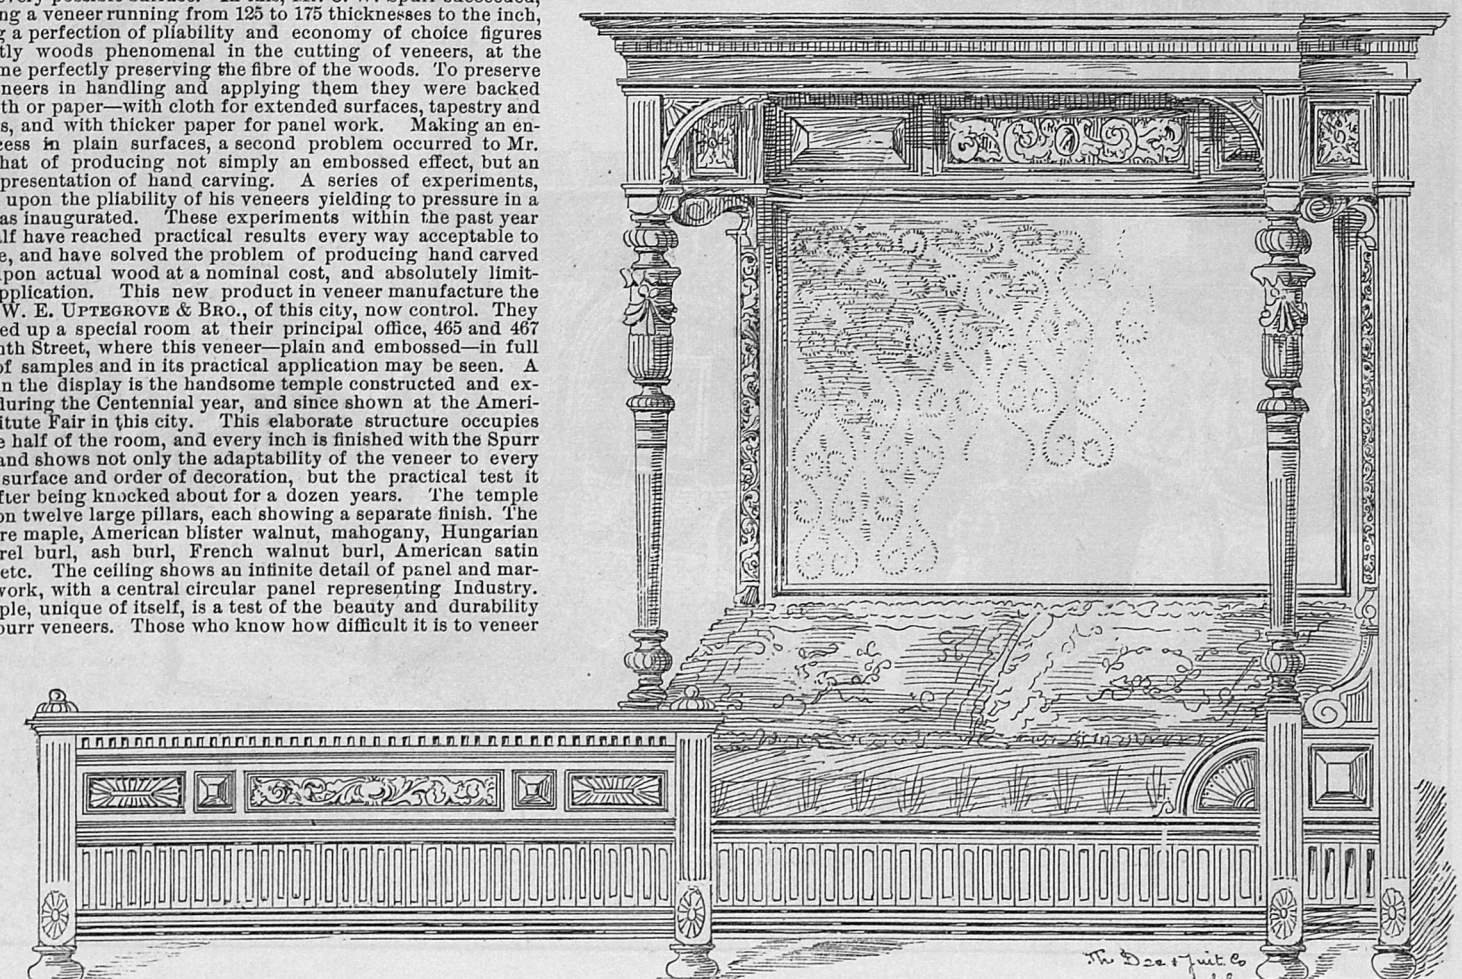 ng a veneer running from 125 to 175 thicknesses to the inch,
g a perfection of pliability and economy of choice figures
tly woods phenomenal in the cutting of veneers, at the
ne perfectly preserving the fibre of the woods. To preserve
neers in handling and applying them they were backed
th or paper—with cloth for extended surfaces, tapestry and
s, and with thicker paper for panel work. Making an en-
cess in plain surfaces, a second problem occurred to Mr.
hat of producing not simply an embossed effect, but an
presentation of hand carving. A series of experiments,
upon the pliability of his veneers yielding to pressure in a
as inaugurated. These experiments within the past year
lf have reached practical results every way acceptable to
e, and have solved the problem of producing hand carved
upon actual wood at a nominal cost, and absolutely limit-
pplication. This new product in veneer manufacture the
W. E. UPTEGROVE & BRO., of this city, now control. They
ed up a special room at their principal office, 465 and 467
nth Street, where this veneer—plain and embossed—in full
of samples and in its practical application may be seen. A
in the display is the handsome temple constructed and ex-
during the Centennial year, and since shown at the Ameri-
itute Fair in this city. This elaborate structure occupies
e half of the room, and every inch is finished with the Spurr
and shows not only the adaptability of the veneer to every
surface and order of decoration, but the practical test it
fter being knocked about for a dozen years. The temple
on twelve large pillars, each showing a separate finish. The
re maple, American blister walnut, mahogany, Hungarian
rel burl, ash burl, French walnut burl, American satin
etc. The ceiling shows an infinite detail of panel and mar-
work, with a central circular panel representing Industry.
ple, unique of itself, is a test of the beauty and durability
purr veneers. Those who know how difficult it is to veneer
Co